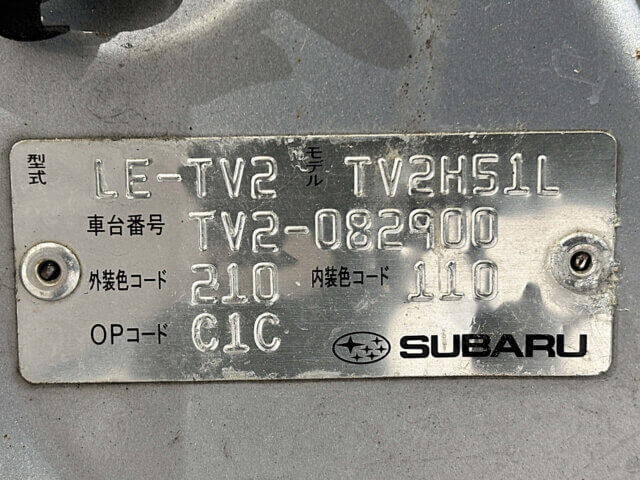 型式 LE-TV2 モデル TV2H51L
車台番号 TV2-082900
外装色コード 210 内装色コード 110
OPコード C1C SUBARU